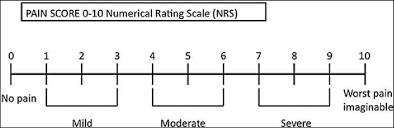 PAIN SCORE 0-10 Numerical Rating Scale (NRS)
0 1 2 3 4 5 6 7 8 9 10
No pain Worst pain
imaginable
Mild Moderate Severe